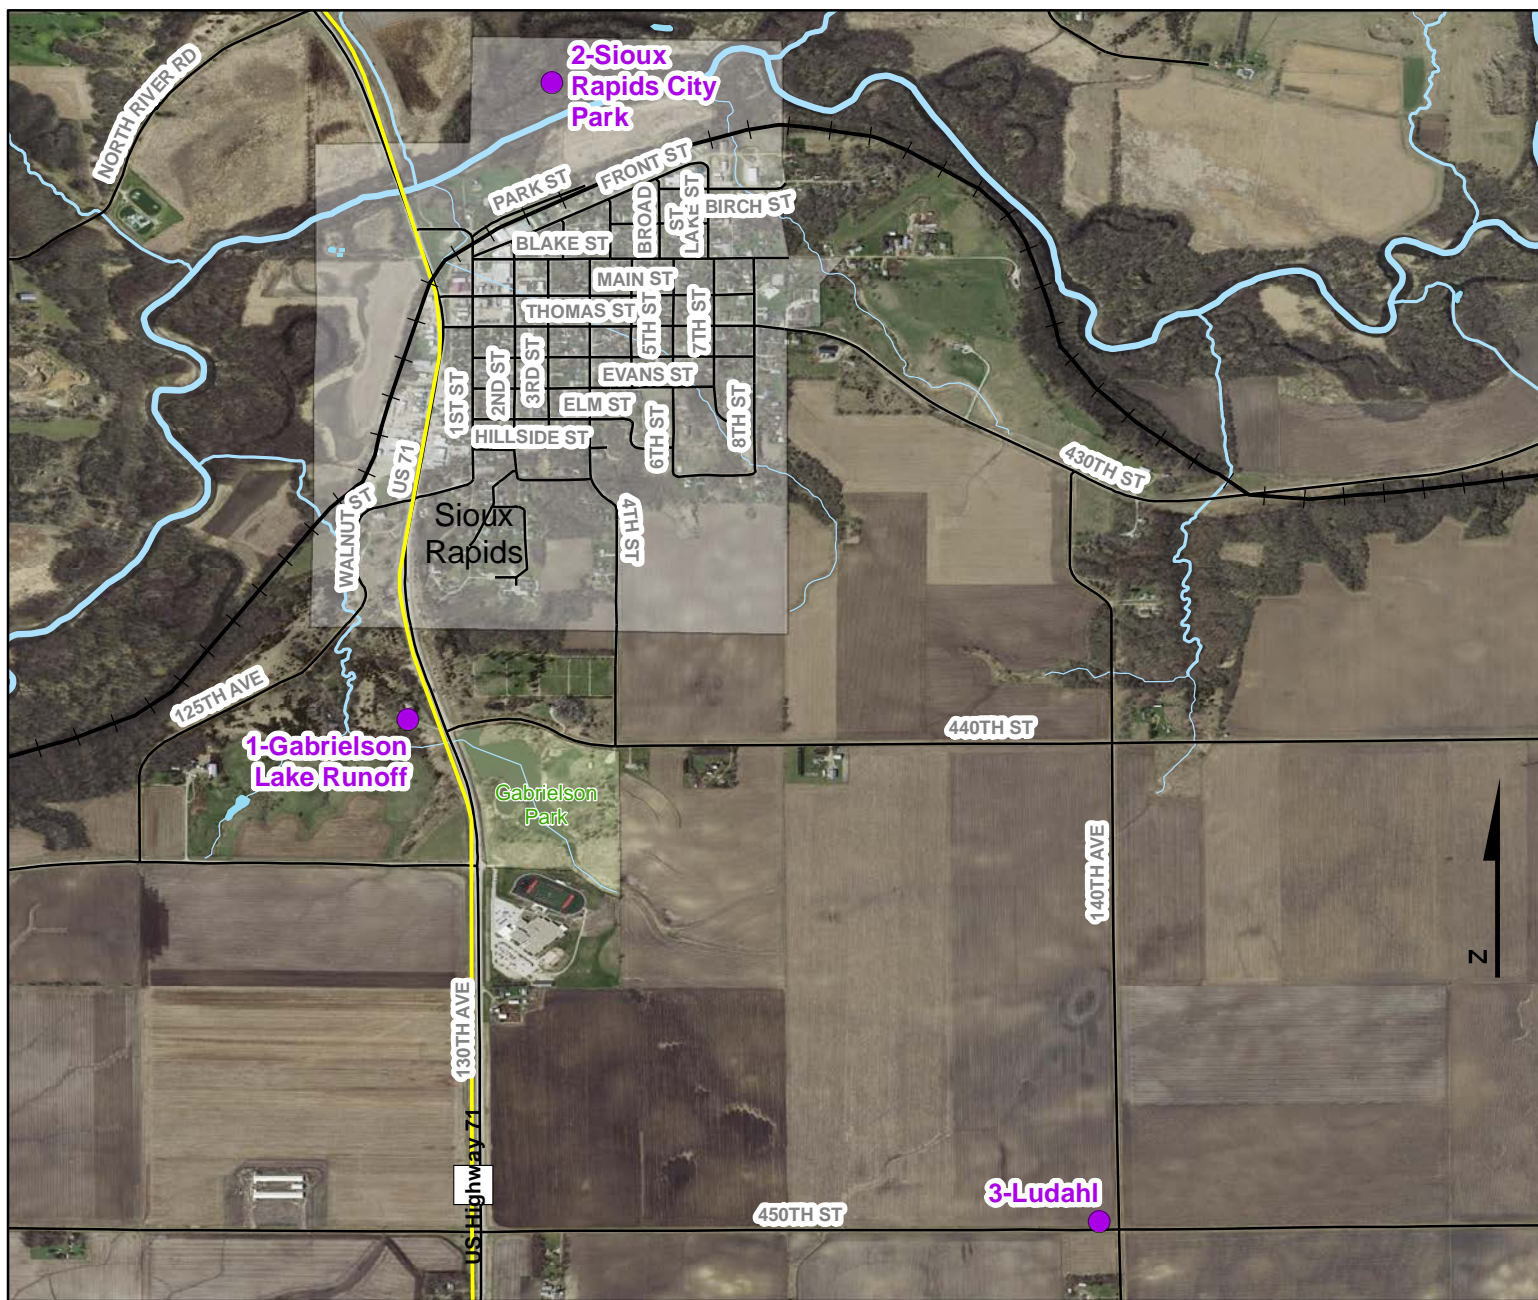 2-Sioux
Rapids City
Park
NORTH RIVER RD
PARK ST
FRONT ST
BROAD
ST
LAKE ST
BIRCH ST
BLAKE ST
MAIN ST
THOMAS ST
5TH ST
7TH ST
1ST ST
2ND ST
3RD ST
EVANS ST
ELM ST
HILLSIDE ST
6TH ST
8TH ST
US 71
WALNUT ST
430TH ST
4TH ST
Sioux
Rapids
125TH AVE
440TH ST
1-Gabrielson
Lake Runoff
Gabrielson
Park
140TH AVE
N
130TH AVE
US Highway 71
3-Ludahl
450TH ST